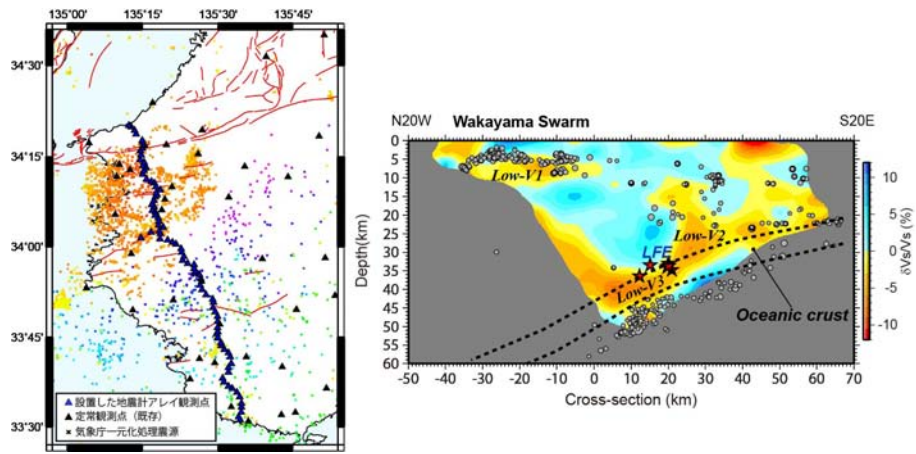 135°00' 135°15' 135°30' 135°45'
34°30'
34°15'
34°00'
33°45'
33°30'
▲ 設置した地震計アレイ観測点
▲ 定常観測点（既存）
× 気象庁一元化処理震源
N20W Wakayama Swarm S20E
0
5
10
15
20
25
30
35
40
45
50
55
60
Depth(km)
Low-V1
Low-V2
LFE
Low-V3
Oceanic crust
-50 -40 -30 -20 -10 0 10 20 30 40 50 60 70
Cross-section (km)
10
5
0
-5
-10
δVs/Vs (%)